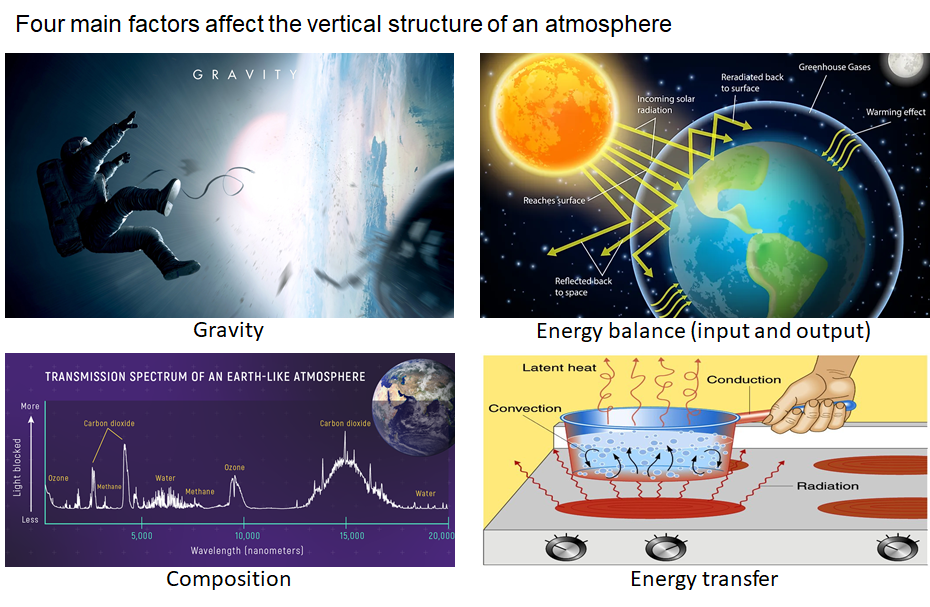 Four main factors affect the vertical structure of an atmosphere
GRAVITY
Gravity
Greenhouse Gases
Reradiated back
to surface
Incoming solar
radiation
Warming effect
Reaches surface
Reflected back
to space
Energy balance (input and output)
TRANSMISSION SPECTRUM OF AN EARTH-LIKE ATMOSPHERE
More
Light blocked
Less
Ozone
Carbon dioxide
Methane
Water
Methane
Ozone
Carbon dioxide
Water
5,000
10,000
15,000
20,000
Wavelength (nanometers)
Composition
Latent heat
Conduction
Convection
Radiation
Energy transfer